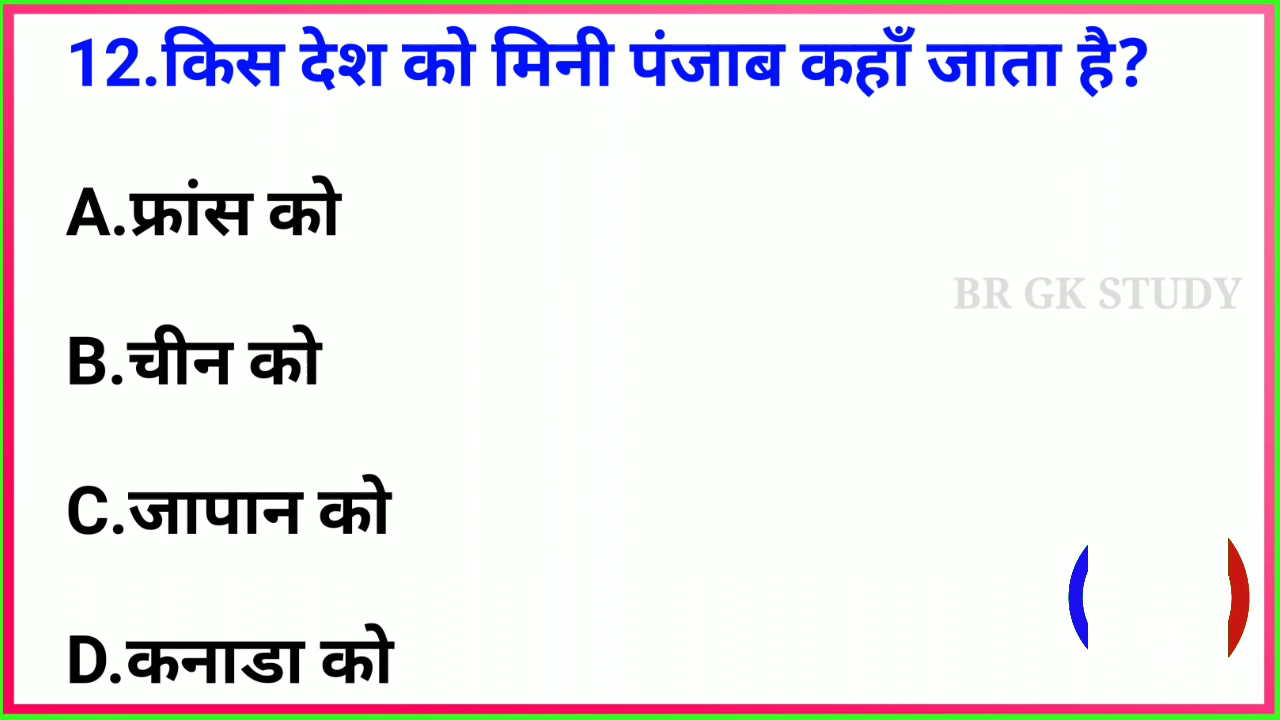 12.किस देश को मिनी पंजाब कहाँ जाता है?
A.फ्रांस को
BR GK STUDY
B.चीन को
C.जापान को
D.कनाडा को